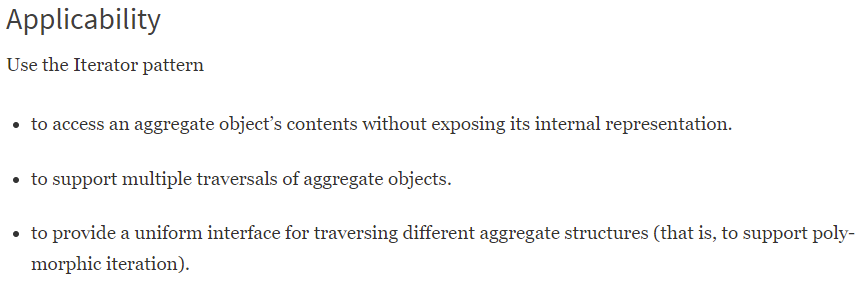 Applicability
Use the Iterator pattern
• to access an aggregate object’s contents without exposing its internal representation.
• to support multiple traversals of aggregate objects.
• to provide a uniform interface for traversing different aggregate structures (that is, to support poly-
morphic iteration).